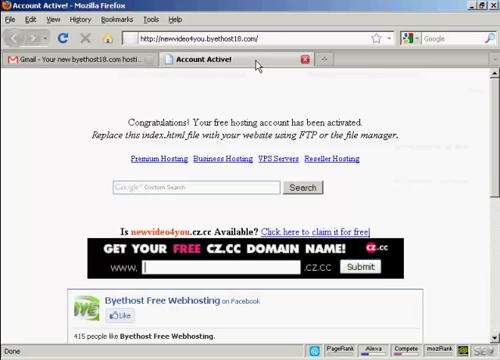 Account Active! - Mozilla Firefox
File Edit View History Bookmarks Tools Help
http://newvideo4you.byethost18.com/
Google
Gmail - Your new byethost18.com hosti...
Account Active!
Congratulations! Your free hosting account has been activated.
Replace this index.html file with your website using FTP or the file manager.
Premium Hosting Business Hosting VPS Servers Reseller Hosting
Google Custom Search Search
Is newvideo4you.cz.cc Available? Click here to claim it for free!
GET YOUR FREE CZ.CC DOMAIN NAME! cz.cc
www. .cz.cc Submit
Byethost Free Webhosting on Facebook
Like
415 people like Byethost Free Webhosting.
Done
PageRank Alexa Compete mozRank